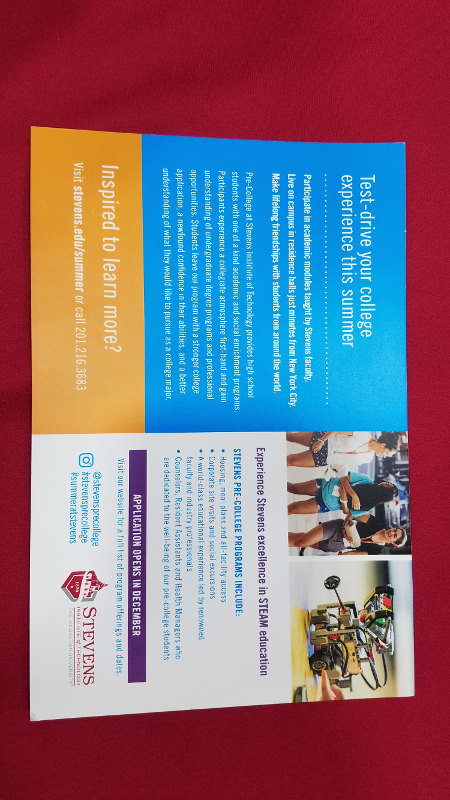 Test-drive your college
experience this summer
Participate in academic modules taught by Stevens faculty.
Live on campus in residence halls just minutes from New York City.
Make lifelong friendships with students from around the world.
Pre-College at Stevens Institute of Technology provides high school
students with one of a kind academic and social enrichment programs.
Participants experience a collegiate atmosphere first-hand and gain
understanding of undergraduate degree programs and professional
opportunities. Students leave our program with a stronger college
application, a newfound confidence in their abilities, and a better
understanding of what they would like to pursue as a college major.
Inspired to learn more?
Visit stevens.edu/summer or call 201.216.3683
Experience Stevens excellence in STEAM education
STEVENS PRE-COLLEGE PROGRAMS INCLUDE:
• Housing, meal plans and all-facility access
• Corporate site visits and social excursions
• A world-class educational experience led by renowned
faculty and industry professionals
• Counselors, Resident Assistants and Health Managers who
are dedicated to the well being of our pre-college students
APPLICATION OPENS IN DECEMBER
Visit our website for a full list of program offerings and dates.
@stevensprecollege
#stevensprecollege
#summeratstevens
STEVENS
INSTITUTE of TECHNOLOGY